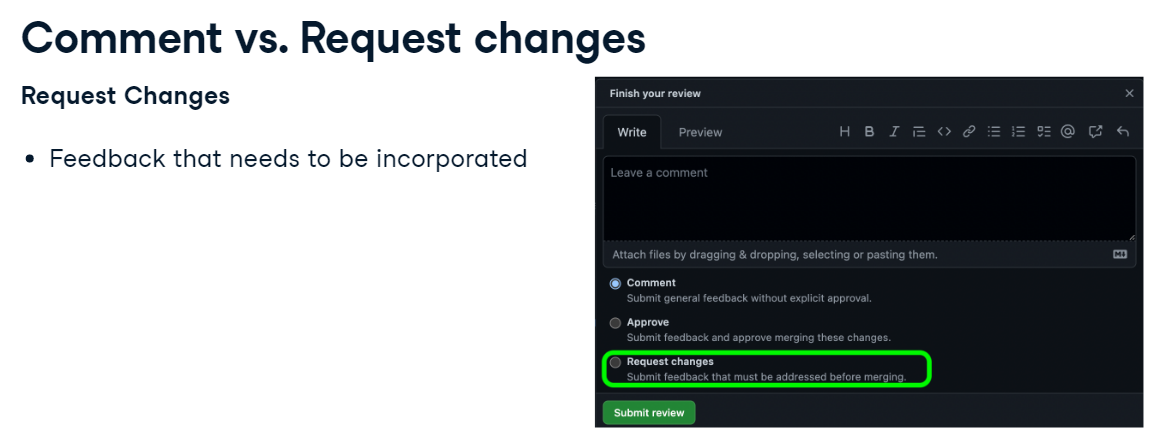 Comment vs. Request changes
Request Changes
• Feedback that needs to be incorporated
Finish your review
Write Preview
Leave a comment
Attach files by dragging & dropping, selecting or pasting them.
Comment
Submit general feedback without explicit approval.
Approve
Submit feedback and approve merging these changes.
Request changes
Submit feedback that must be addressed before merging.
Submit review